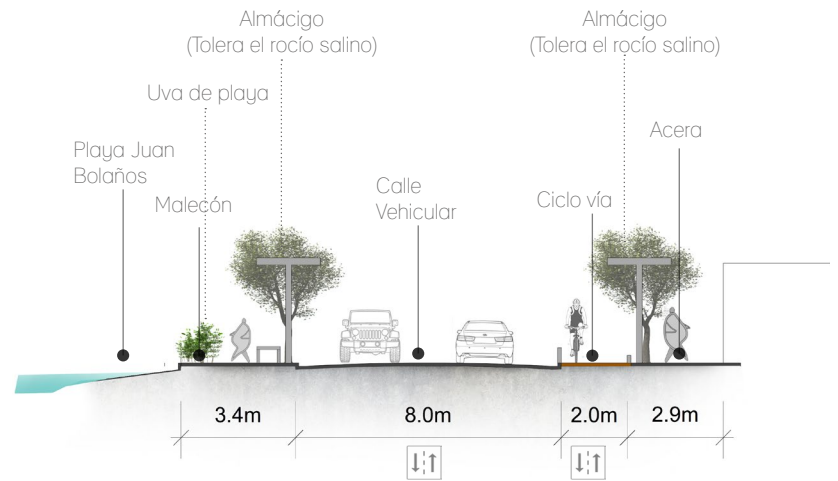 Almácigo
(Tolera el rocío salino)
Almácigo
(Tolera el rocío salino)
Uva de playa
Acera
Playa Juan
Bolaños
Malecón
Calle
Vehicular
Ciclo vía
3.4m
8.0m
2.0m
2.9m